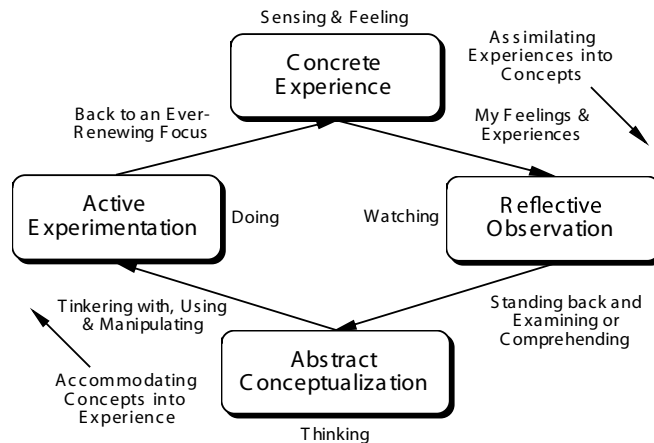 Sensing & Feeling
Concrete
Experience
Assimilating
Experiences into
Concepts
Back to an Ever-
Renewing Focus
My Feelings &
Experiences
Active
Experimentation
Doing
Watching
Reflective
Observation
Tinkering with, Using
& Manipulating
Standing back and
Examining or
Comprehending
Abstract
Conceptualization
Accommodating
Concepts into
Experience
Thinking